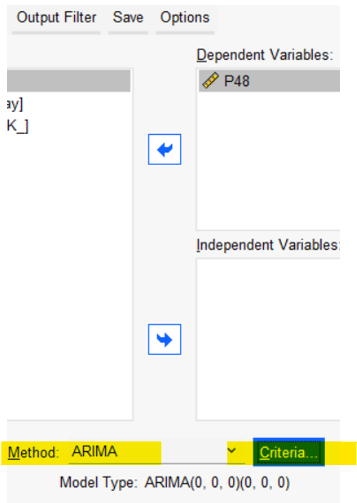 Output Filter Save Options
Dependent Variables:
P48
ay]
K_]
Independent Variables:
Method: ARIMA Criteria...
Model Type: ARIMA(0, 0, 0)(0, 0, 0)